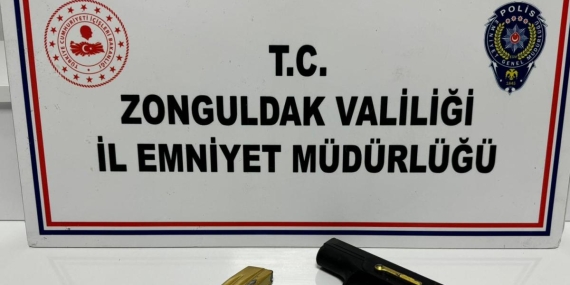 T.C.
ZONGULDAK VALİLİĞİ
İL EMNİYET MÜDÜRLÜĞÜ
POLİS